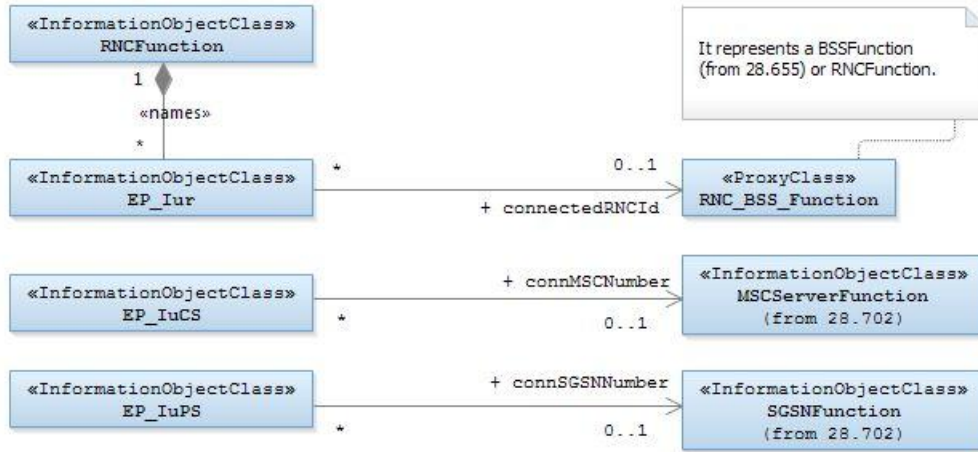 «InformationObjectClass»
RNCFunction
1
«names»
*
It represents a BSSFunction
(from 28.655) or RNCFunction.
«InformationObjectClass»
EP_Iur
*
0..1
+ connectedRNCId
«ProxyClass»
RNC_BSS_Function
«InformationObjectClass»
EP_IuCS
+ connMSCNumber
*
0..1
«InformationObjectClass»
MSCServerFunction
(from 28.702)
«InformationObjectClass»
EP_IuPS
+ connSGSNNumber
*
0..1
«InformationObjectClass»
SGSNFunction
(from 28.702)